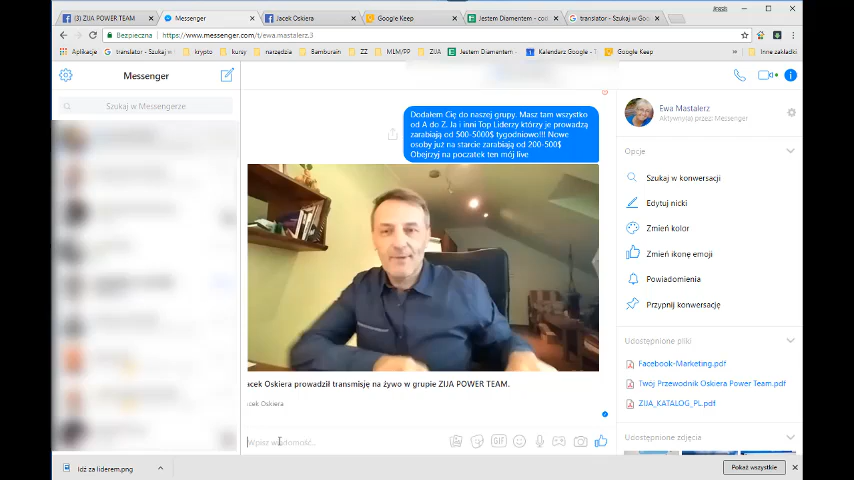 (3) ZIJA POWER TEAM
Messenger
Jacek Oskiera
Google Keep
Jestem Diamentem - coi
translator - Szukaj w Goo
Bezpieczna
https://www.messenger.com/t/ewa.mastalerz.3
Aplikacje
translator - Szukaj w
krypto
kursy
narzędzia
Bamburain
ZZ
MLM/PP
ZIJA
Jestem Diamentem -
Kalendarz Google - T
Google Keep
Inne zakładki
Messenger
Szukaj w Messengerze
Dodałem Cię do naszej grupy. Masz tam wszystko
od A do Z. Ja i inni Top Liderzy którzy je prowadzą
zarabiają od 500-5000$ tygodniowo!!! Nowe
osoby już na starcie zarabiają od 200-500$
Obejrzyj na poczatek ten mój live
acek Oskiera prowadził transmisję na żywo w grupie ZIJA POWER TEAM.
acek Oskiera
Wpisz wiadomość...
GIF
Ewa Mastalerz
Aktywny(a) przez: Messenger
Opcje
Szukaj w konwersacji
Edytuj nicki
Zmień kolor
Zmień ikonę emoji
Powiadomienia
Przypnij konwersację
Udostępnione pliki
Facebook-Marketing.pdf
Twój Przewodnik Oskiera Power Team.pdf
ZIJA_KATALOG_PL.pdf
Udostępnione zdjęcia
Idź za liderem.png
Pokaż wszystkie